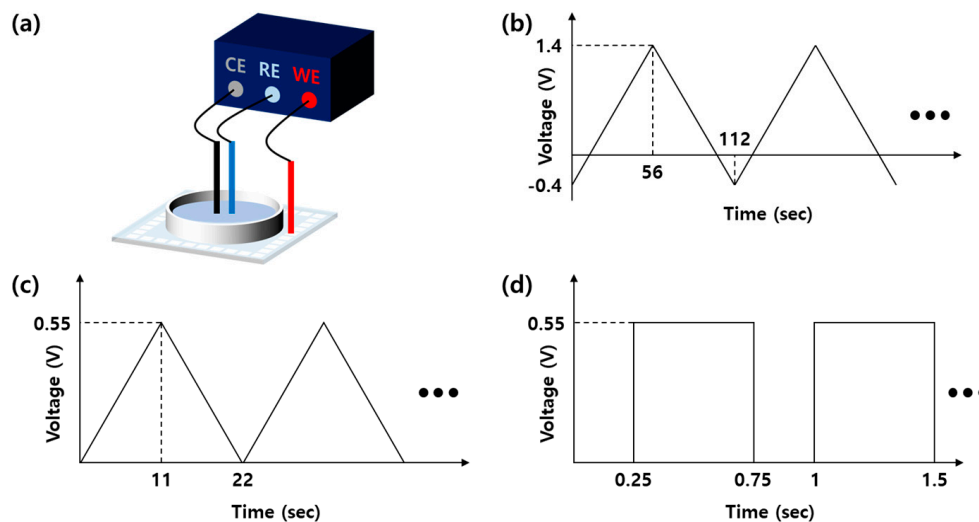 (a)
CE RE WE
(b)
Voltage (V)
1.4
-0.4
56
112
Time (sec)
(c)
Voltage (V)
0.55
11
22
Time (sec)
(d)
Voltage (V)
0.55
0.25
0.75
1
1.5
Time (sec)